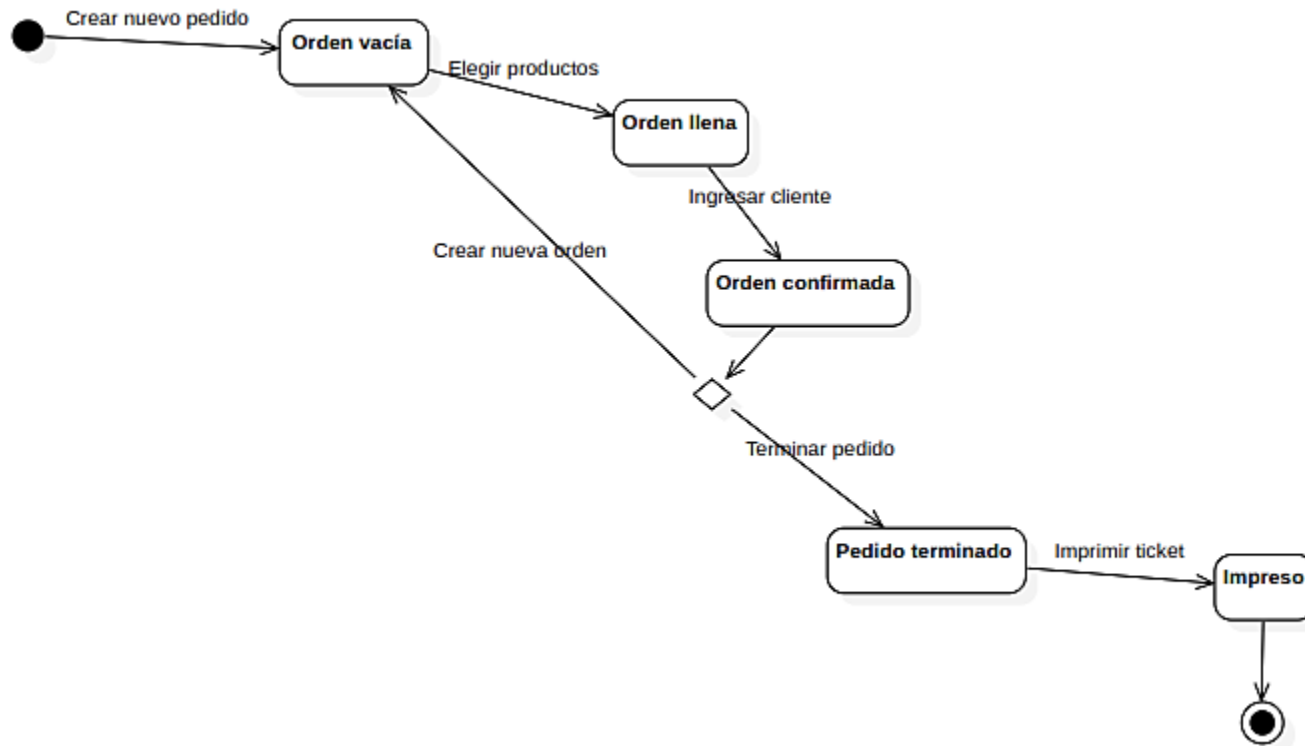 Crear nuevo pedido
Orden vacía
Elegir productos
Orden llena
Ingresar cliente
Crear nueva orden
Orden confirmada
Terminar pedido
Pedido terminado
Imprimir ticket
Impreso